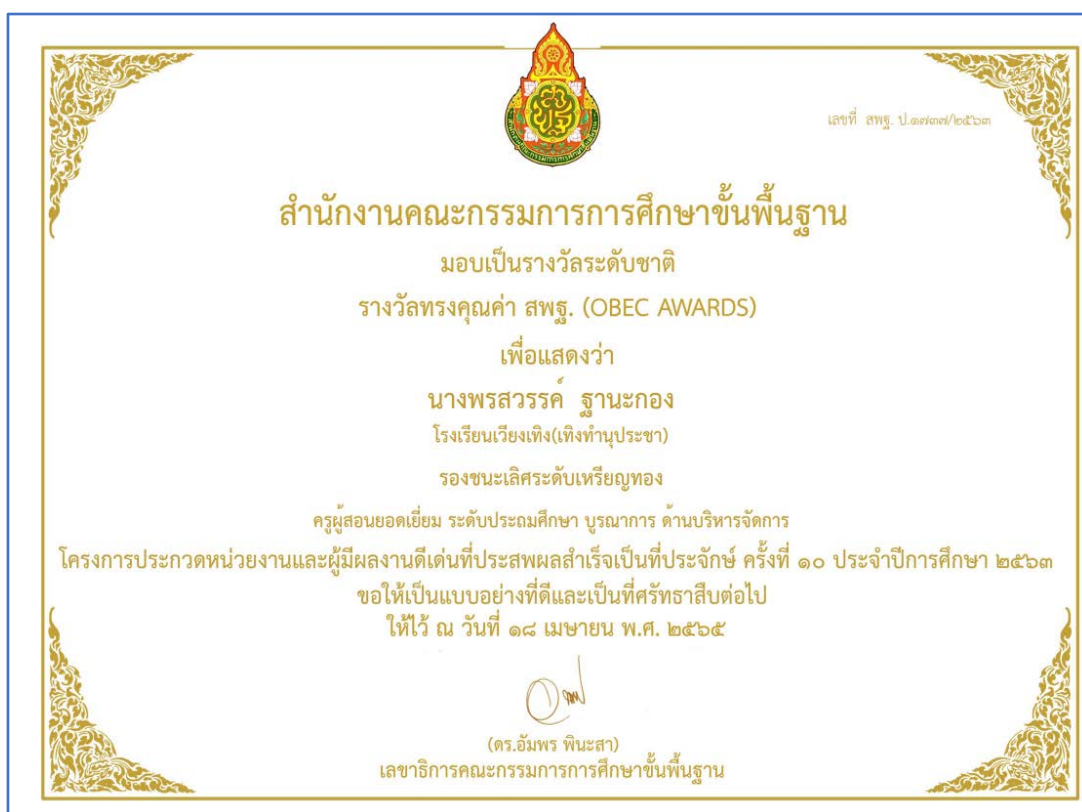 เลขที่ สพฐ. ป.๑๗๓๗/๒๕๖๓
สำนักงานคณะกรรมการการศึกษาขั้นพื้นฐาน
มอบเป็นรางวัลระดับชาติ
รางวัลทรงคุณค่า สพฐ. (OBEC AWARDS)
เพื่อแสดงว่า
นางพรสวรรค์ ฐานะกอง
โรงเรียนเวียงเทิง(เทิงทำนุประชา)
รองชนะเลิศระดับเหรียญทอง
ครูผู้สอนยอดเยี่ยม ระดับประถมศึกษา บูรณาการ ด้านบริหารจัดการ
โครงการประกวดหน่วยงานและผู้มีผลงานดีเด่นที่ประสพผลสำเร็จเป็นที่ประจักษ์ ครั้งที่ ๑๐ ประจำปีการศึกษา ๒๕๖๓
ขอให้เป็นแบบอย่างที่ดีและเป็นที่ศรัทธาสืบต่อไป
ให้ไว้ ณ วันที่ ๑๘ เมษายน พ.ศ. ๒๕๖๕
(ดร.อัมพร พินะสา)
เลขาธิการคณะกรรมการการศึกษาขั้นพื้นฐาน